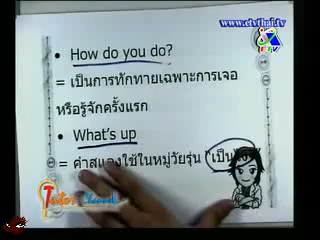 www.etvthai.tv
ETV
• How do you do?
= เป็นการทักทายเฉพาะการเจอ
หรือรู้จักครั้งแรก
• What's up
= คำสแลงใช้ในหมู่วัยรุ่น "เป็น
Tutor Channel